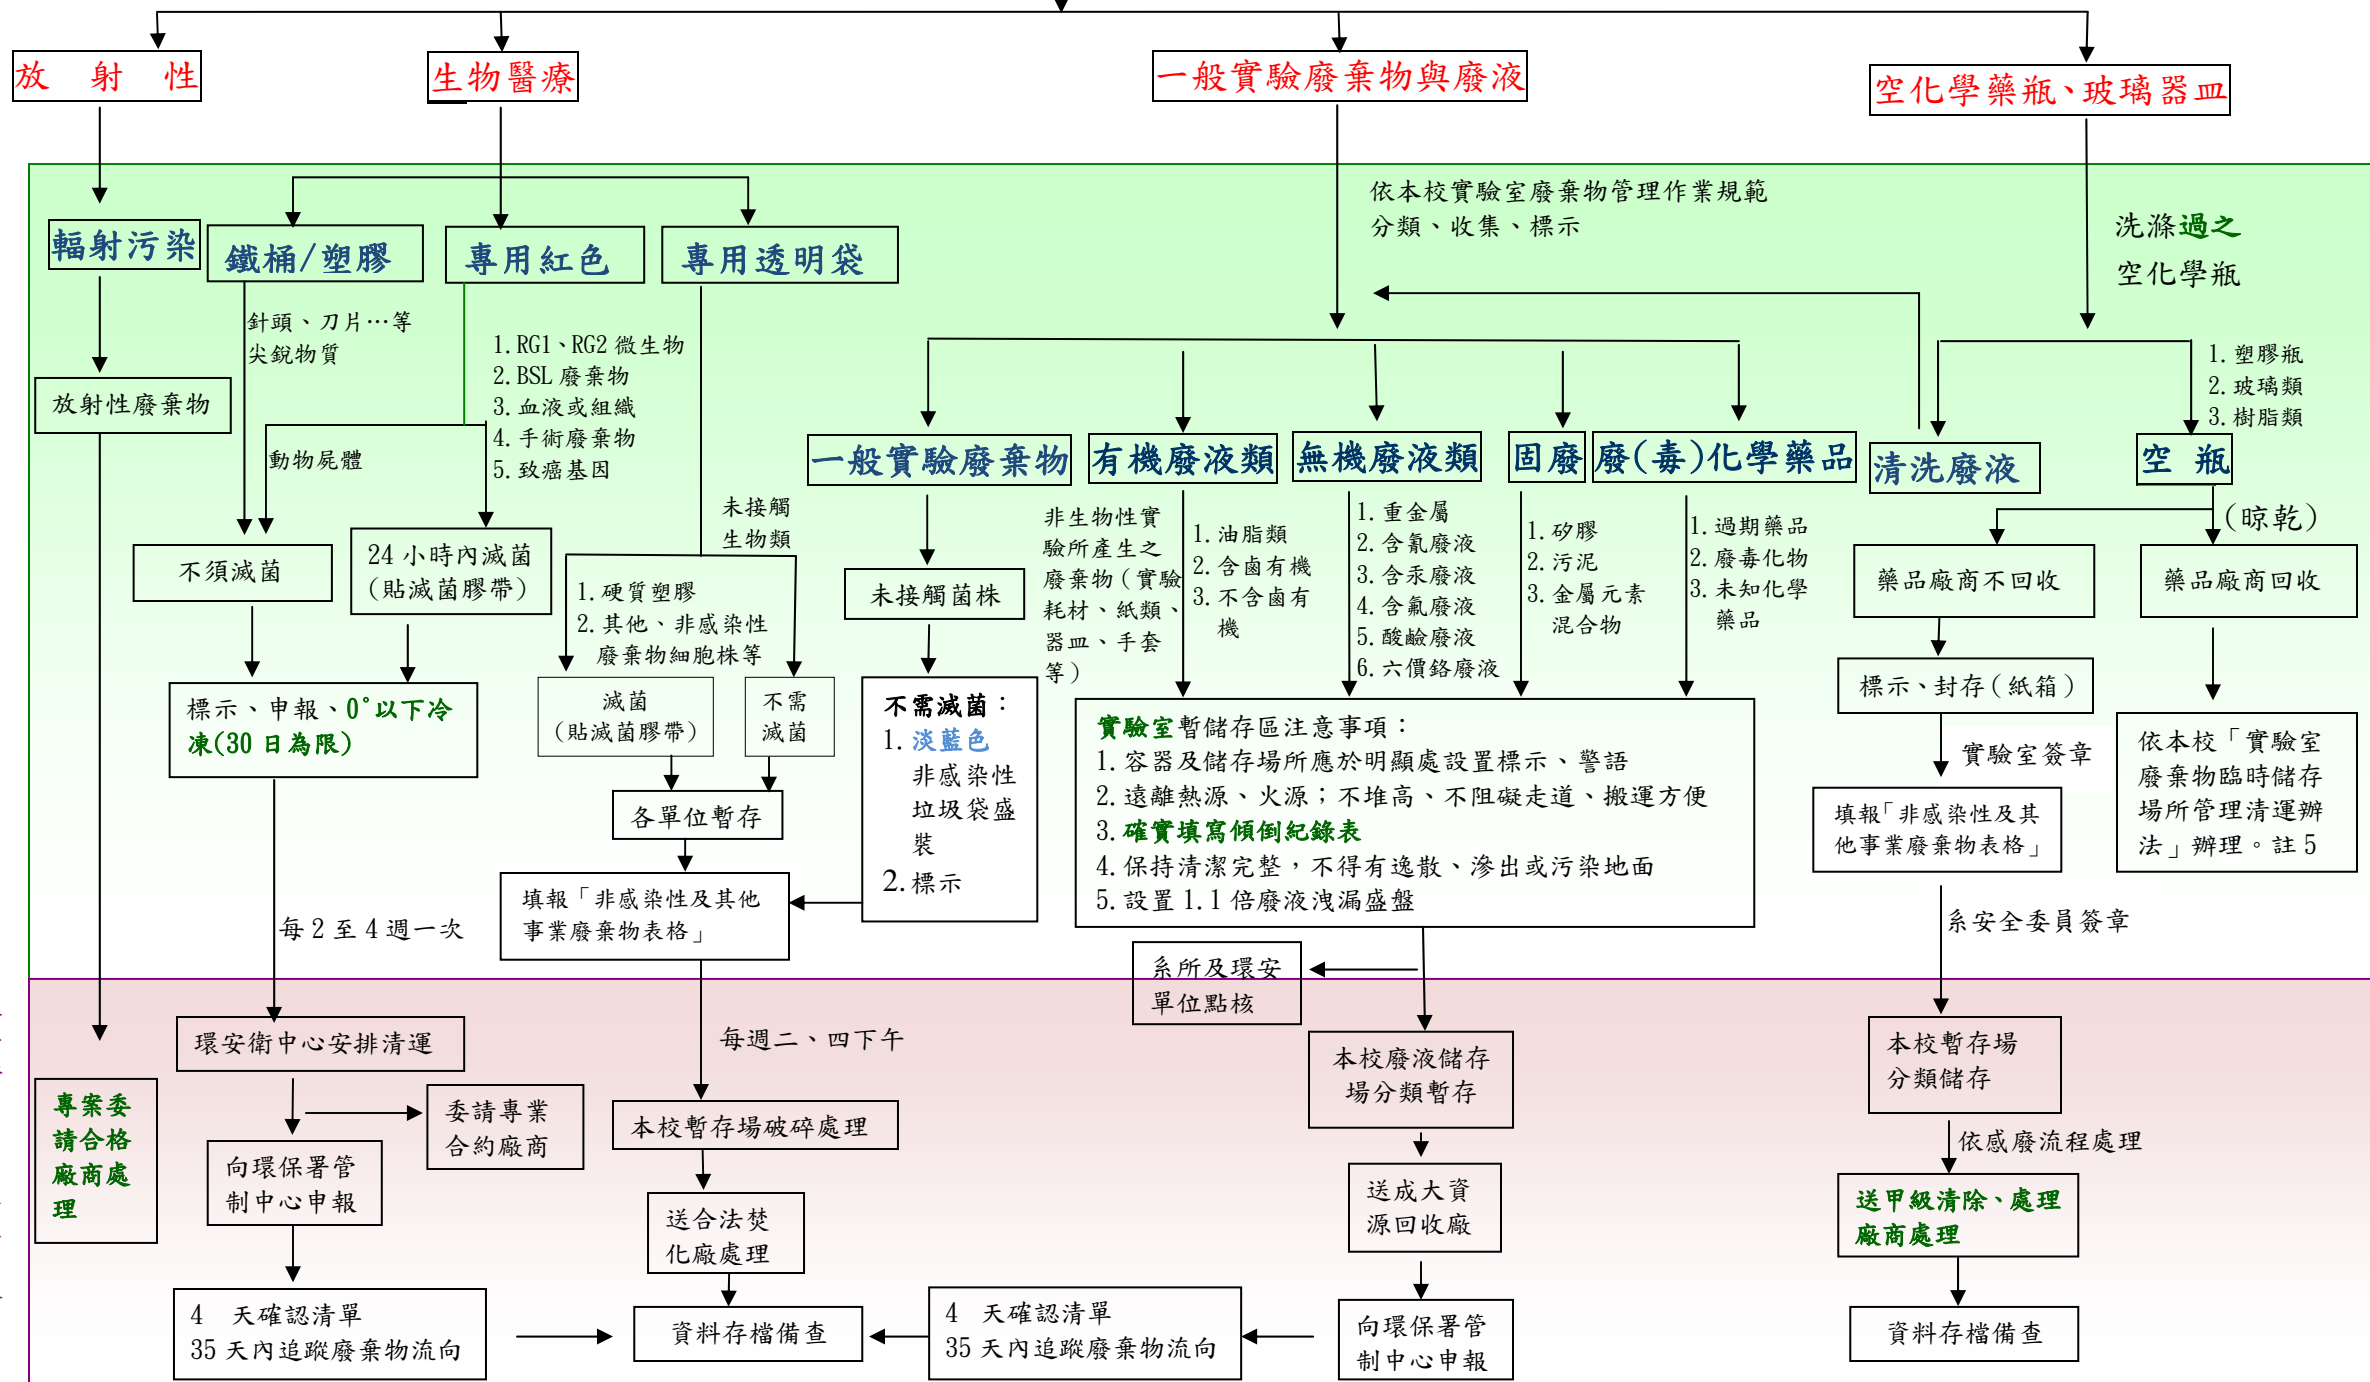 放 射 性
生物醫療
一般實驗廢棄物與廢液
空化學藥瓶、玻璃器皿
依本校實驗室廢棄物管理作業規範
分類、收集、標示
洗滌過之
空化學瓶
輻射污染
鐵桶/塑膠
專用紅色
專用透明袋
針頭、刀片…等
尖銳物質
1. RG1、RG2 微生物
2. BSL 廢棄物
3. 血液或組織
4. 手術廢棄物
5. 致癌基因
1. 塑膠瓶
2. 玻璃類
3. 樹脂類
放射性廢棄物
動物屍體
一般實驗廢棄物
有機廢液類
無機廢液類
固廢
廢(毒)化學藥品
清洗廢液
空 瓶
(晾乾)
未接觸
生物類
不須滅菌
24 小時內滅菌
(貼滅菌膠帶)
1. 硬質塑膠
2. 其他、非感染性
廢棄物細胞株等
未接觸菌株
非生物性實
驗所產生之
廢棄物（實驗
耗材、紙類、
器皿、手套
等）
1. 油脂類
2. 含鹵有機
3. 不含鹵有
機
1. 重金屬
2. 含氰廢液
3. 含汞廢液
4. 含氟廢液
5. 酸鹼廢液
6. 六價鉻廢液
1. 矽膠
2. 污泥
3. 金屬元素
混合物
1. 過期藥品
2. 廢毒化物
3. 未知化學
藥品
藥品廠商不回收
藥品廠商回收
標示、申報、0°以下冷
凍(30 日為限)
滅菌
(貼滅菌膠帶)
不需
滅菌
不需滅菌：
1. 淡藍色
非感染性
垃圾袋盛
裝
2. 標示
實驗室暫儲存區注意事項：
1. 容器及儲存場所應於明顯處設置標示、警語
2. 遠離熱源、火源；不堆高、不阻礙走道、搬運方便
3. 確實填寫傾倒紀錄表
4. 保持清潔完整，不得有逸散、滲出或污染地面
5. 設置 1.1 倍廢液洩漏盛盤
標示、封存（紙箱）
實驗室簽章
依本校「實驗室
廢棄物臨時儲存
場所管理清運辦
法」辦理。註 5
各單位暫存
填報「非感染性及其
他事業廢棄物表格」
填報「非感染性及其他
事業廢棄物表格」
每 2 至 4 週一次
系安全委員簽章
系所及環安
單位點核
環安衛中心安排清運
每週二、四下午
本校廢液儲存
場分類暫存
本校暫存場
分類儲存
專案委
請合格
廠商處
理
委請專業
合約廠商
本校暫存場破碎處理
依感廢流程處理
向環保署管
制中心申報
送合法焚
化廠處理
送成大資
源回收廠
送甲級清除、處理
廠商處理
4 天確認清單
35 天內追蹤廢棄物流向
資料存檔備查
4 天確認清單
35 天內追蹤廢棄物流向
向環保署管
制中心申報
資料存檔備查